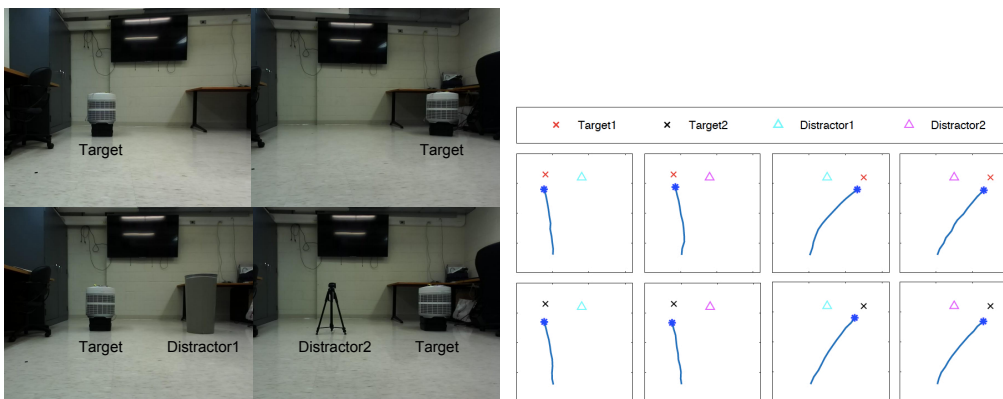 Target
Target
Target
Distractor1
Distractor2
Target
Target1
Target2
Distractor1
Distractor2